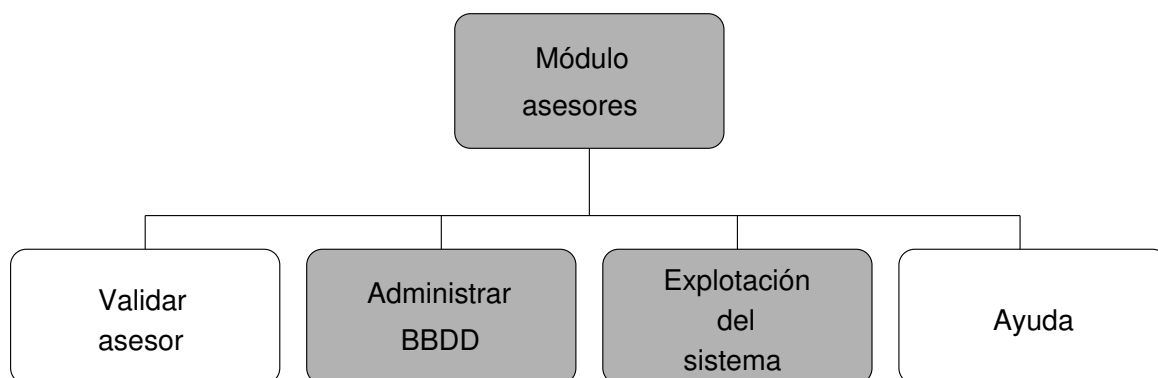 Módulo
asesores
Validar
asesor
Administrar
BBDD
Explotación
del
sistema
Ayuda